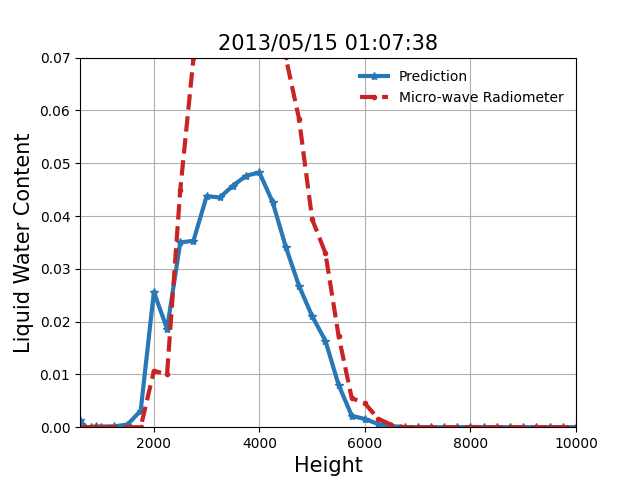 2013/05/15 01:07:38
Prediction
Micro-wave Radiometer
0.07
0.06
0.05
0.04
0.03
0.02
0.01
0.00
Liquid Water Content
2000 4000 6000 8000 10000
Height